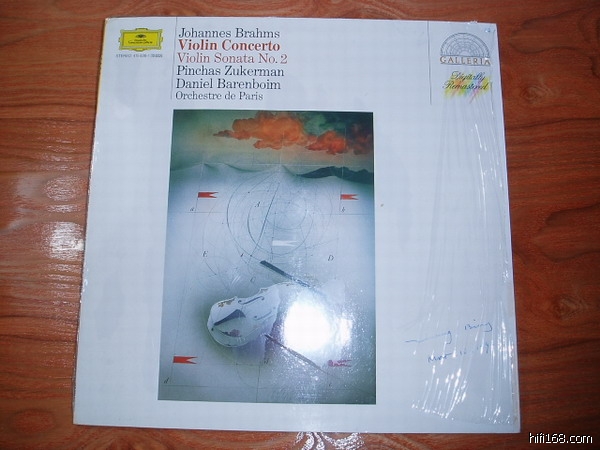 Johannes Brahms
Violin Concerto
Violin Sonata No. 2
Pinchas Zukerman
Daniel Barenboim
Orchestre de Paris
STEREO
GALLERIA
Digitally
Remastered
a
b
E
D
d
hifi168.com